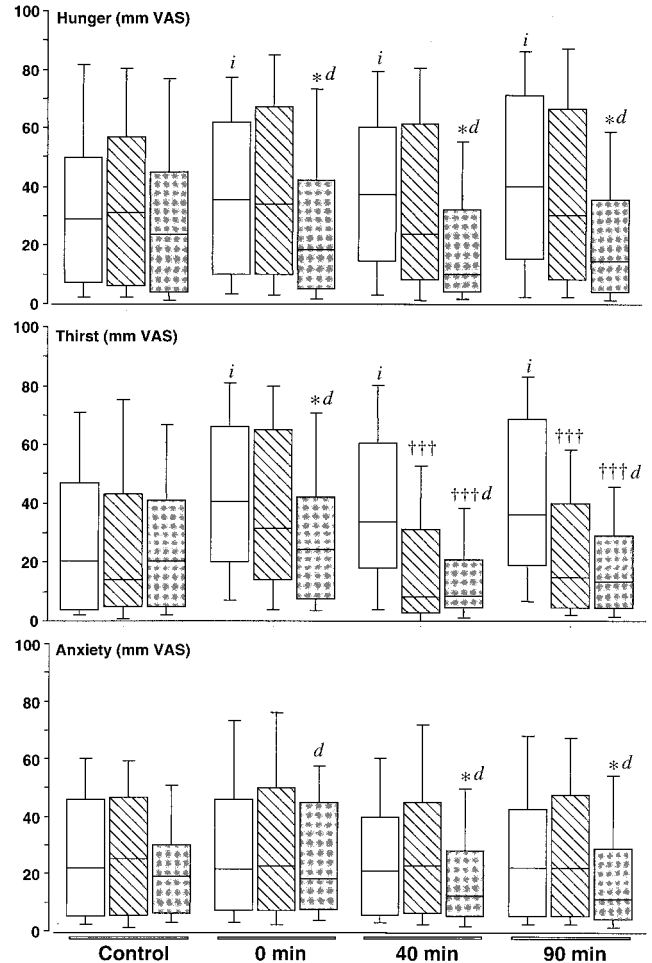 Hunger (mm VAS)
100
80
60
40
20
0
i
*d
i
*d
i
*d
Thirst (mm VAS)
100
80
60
40
20
0
i
*d
i
†††
†††d
i
†††
†††d
Anxiety (mm VAS)
100
80
60
40
20
0
d
*d
*d
Control
0 min
40 min
90 min